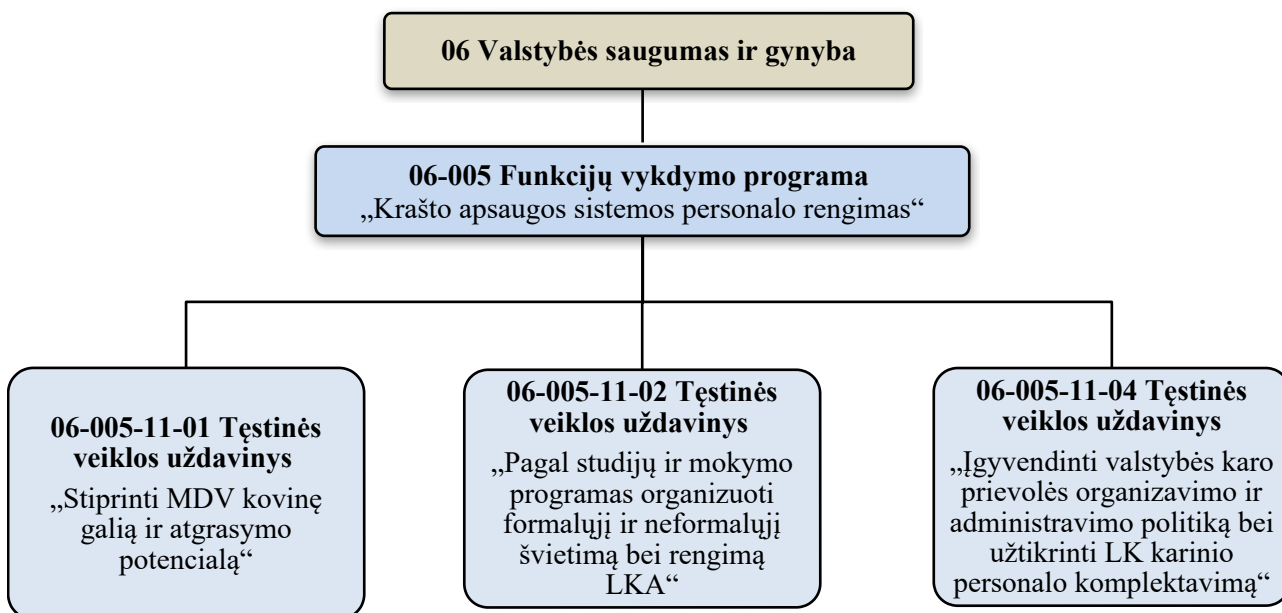 06 Valstybės saugumas ir gynyba
06-005 Funkcijų vykdymo programa
„Krašto apsaugos sistemos personalo rengimas“
06-005-11-01 Tęstinės
veiklos uždavinys
„Stiprinti MDV kovinę
galią ir atgrasymo
potencialą“
06-005-11-02 Tęstinės
veiklos uždavinys
„Pagal studijų ir mokymo
programas organizuoti
formalųjį ir neformalųjį
švietimą bei rengimą
LKA“
06-005-11-04 Tęstinės
veiklos uždavinys
„Įgyvendinti valstybės karo
prievolės organizavimo ir
administravimo politiką bei
užtikrinti LK karinio
personalo komplektavimą“